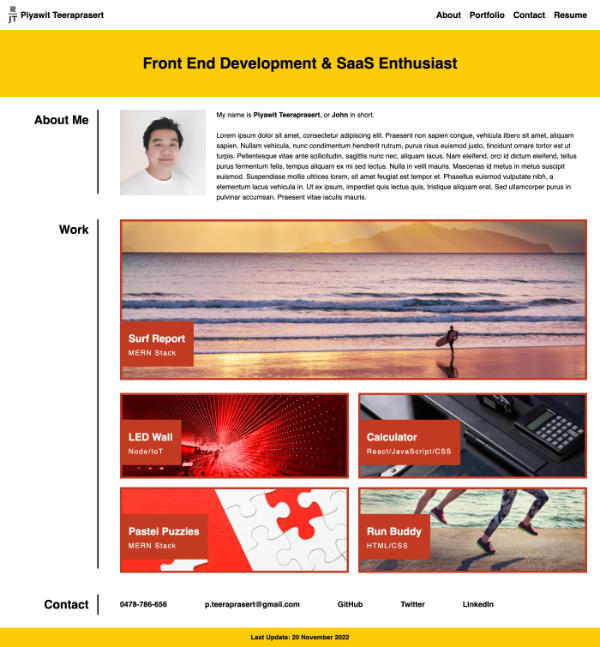 JT Piyawit Teeraprasert
About Portfolio Contact Resume
Front End Development & SaaS Enthusiast
About Me
My name is Piyawit Teeraprasert, or John in short.
Lorem ipsum dolor sit amet, consectetur adipiscing elit. Praesent non sapien congue, vehicula libero sit amet, aliquam
sapien. Nullam vehicula, nunc condimentum hendrerit rutrum, purus risus euismod justo, tincidunt ornare tortor est ut
turpis. Pellentesque vitae ante sollicitudin, sagittis nunc nec, aliquam lacus. Nam eleifend, orci id dictum eleifend, tellus
purus fermentum felis, tempus aliquam ex mi sed lectus. Nulla in velit mauris. Maecenas id metus in metus suscipit
euismod. Suspendisse mollis ultrices lorem, sit amet feugiat est tempor et. Phasellus euismod vulputate nibh, a
elementum lacus vehicula in. Ut ex ipsum, imperdiet quis lectus quis, tristique aliquam erat. Sed ullamcorper purus in
pulvinar accumsan. Praesent vitae iaculis mauris.
Work
Surf Report
MERN Stack
LED Wall
Node/IoT
Calculator
React/JavaScript/CSS
Pastel Puzzles
MERN Stack
Run Buddy
HTML/CSS
Contact
0478-786-656
p.teeraprasert@gmail.com
GitHub
Twitter
LinkedIn
Last Update: 20 November 2022